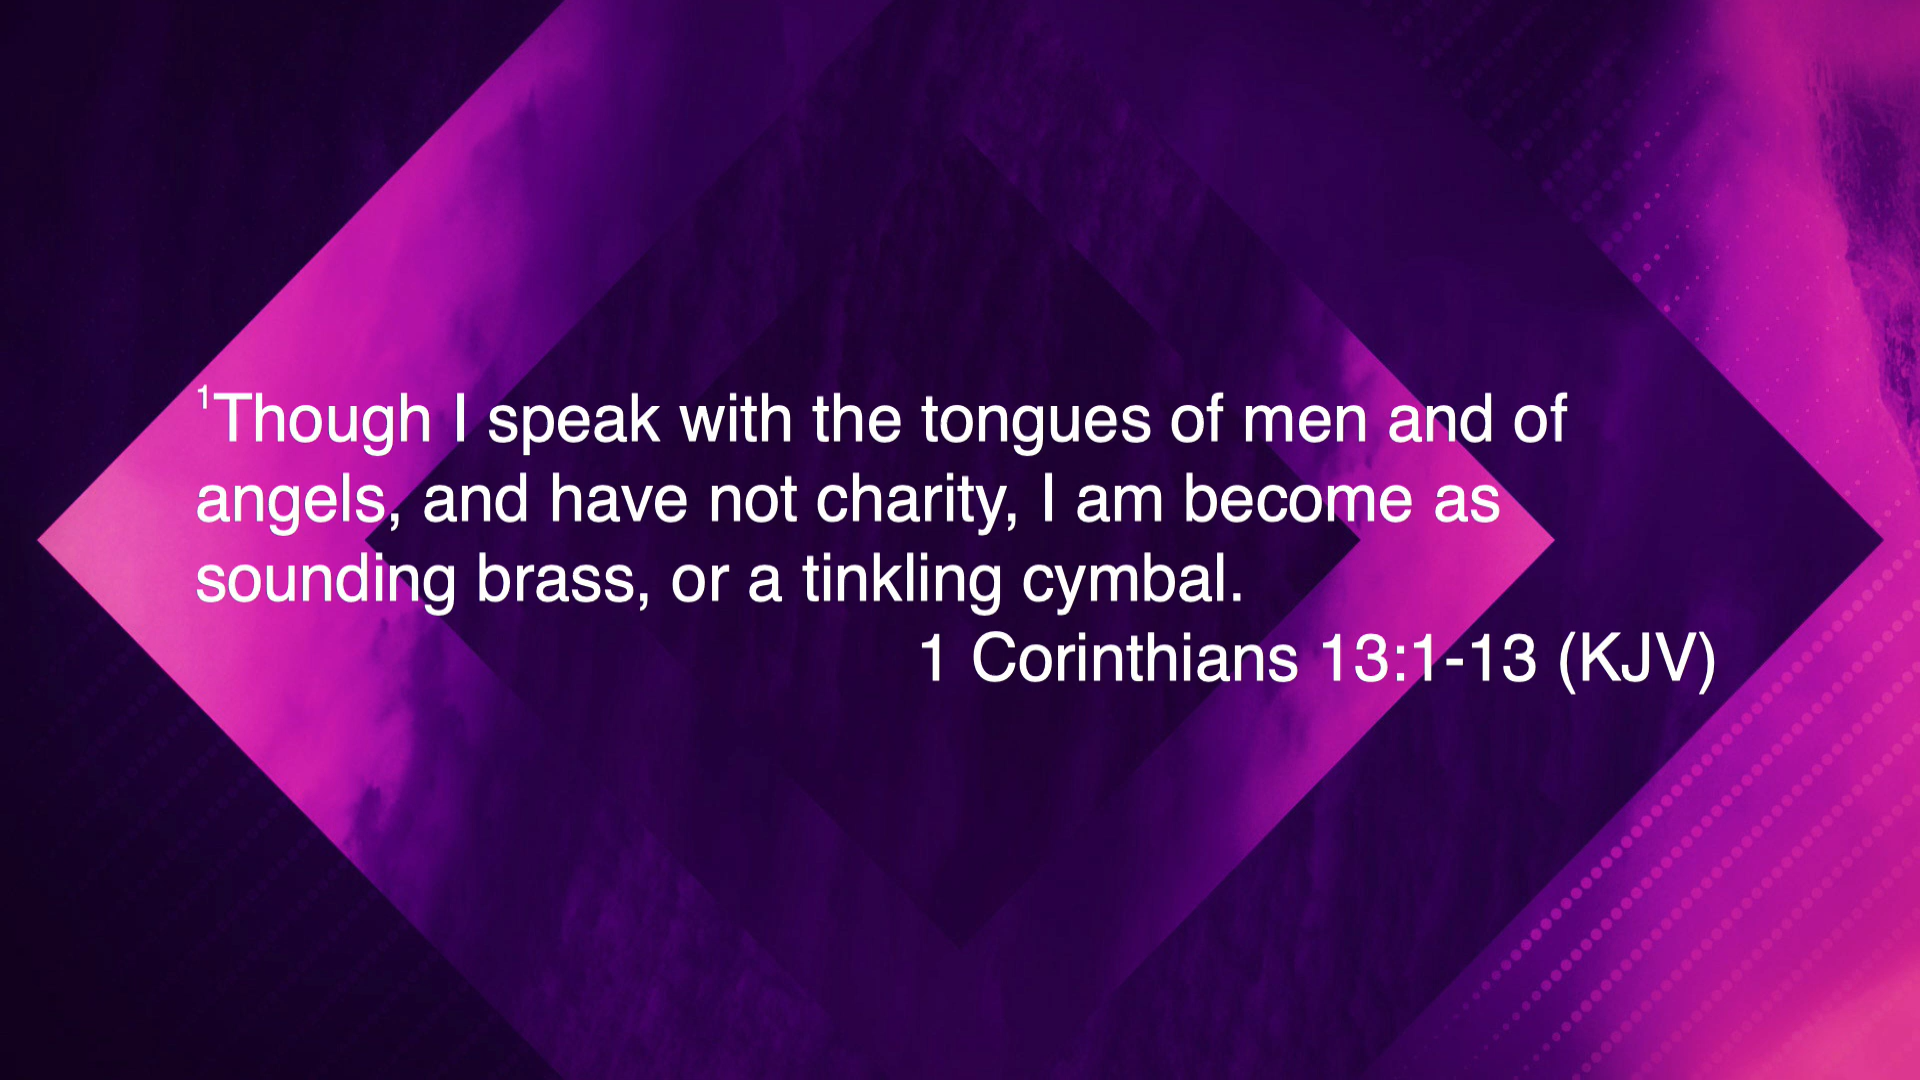 ¹Though I speak with the tongues of men and of
angels, and have not charity, I am become as
sounding brass, or a tinkling cymbal.
1 Corinthians 13:1-13 (KJV)